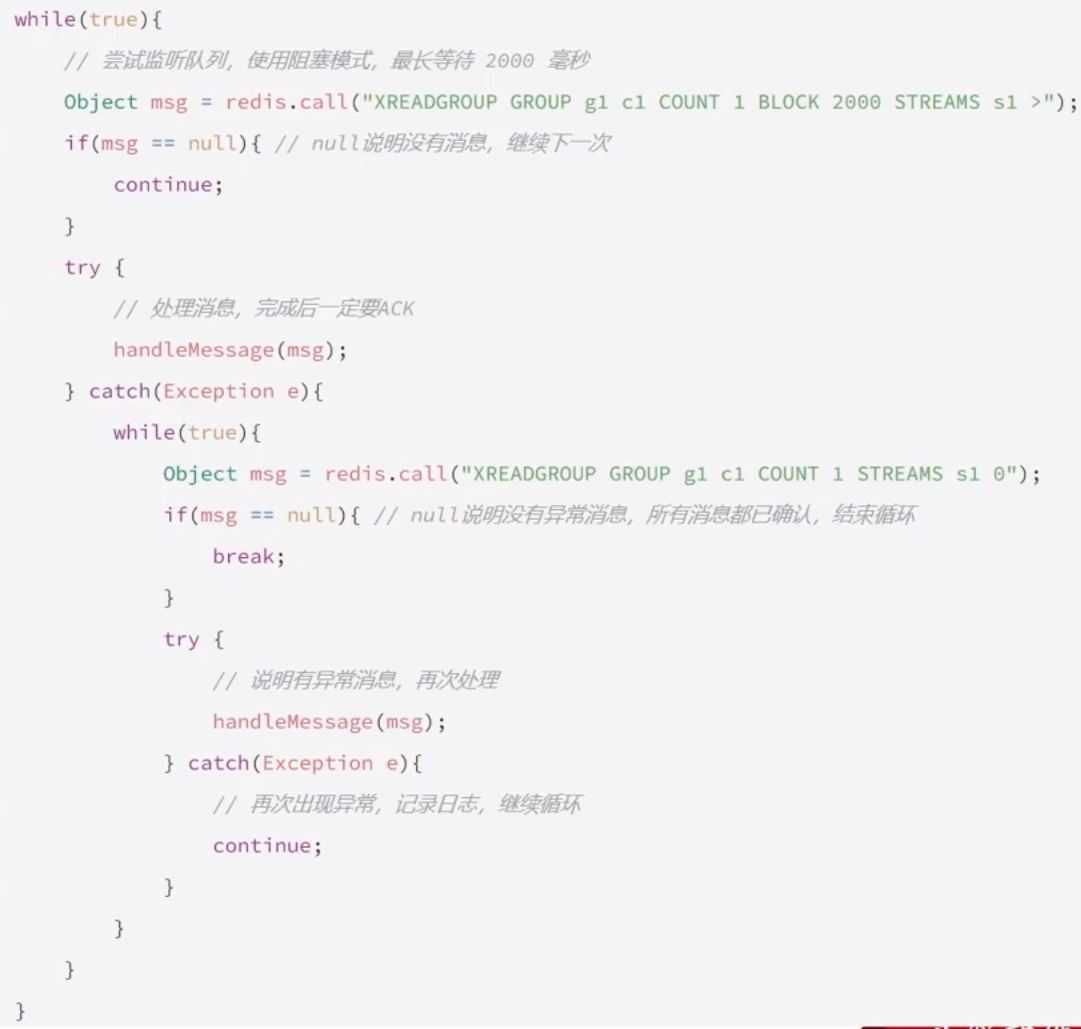 while(true){
// 尝试监听队列，使用阻塞模式，最长等待 2000 毫秒
Object msg = redis.call("XREADGROUP GROUP g1 c1 COUNT 1 BLOCK 2000 STREAMS s1 >");
if(msg == null){ // null说明没有消息，继续下一次
continue;
}
try {
// 处理消息，完成后一定要ACK
handleMessage(msg);
} catch(Exception e){
while(true){
Object msg = redis.call("XREADGROUP GROUP g1 c1 COUNT 1 STREAMS s1 0");
if(msg == null){ // null说明没有异常消息，所有消息都已确认，结束循环
break;
}
try {
// 说明有异常消息，再次处理
handleMessage(msg);
} catch(Exception e){
// 再次出现异常，记录日志，继续循环
continue;
}
}
}
}